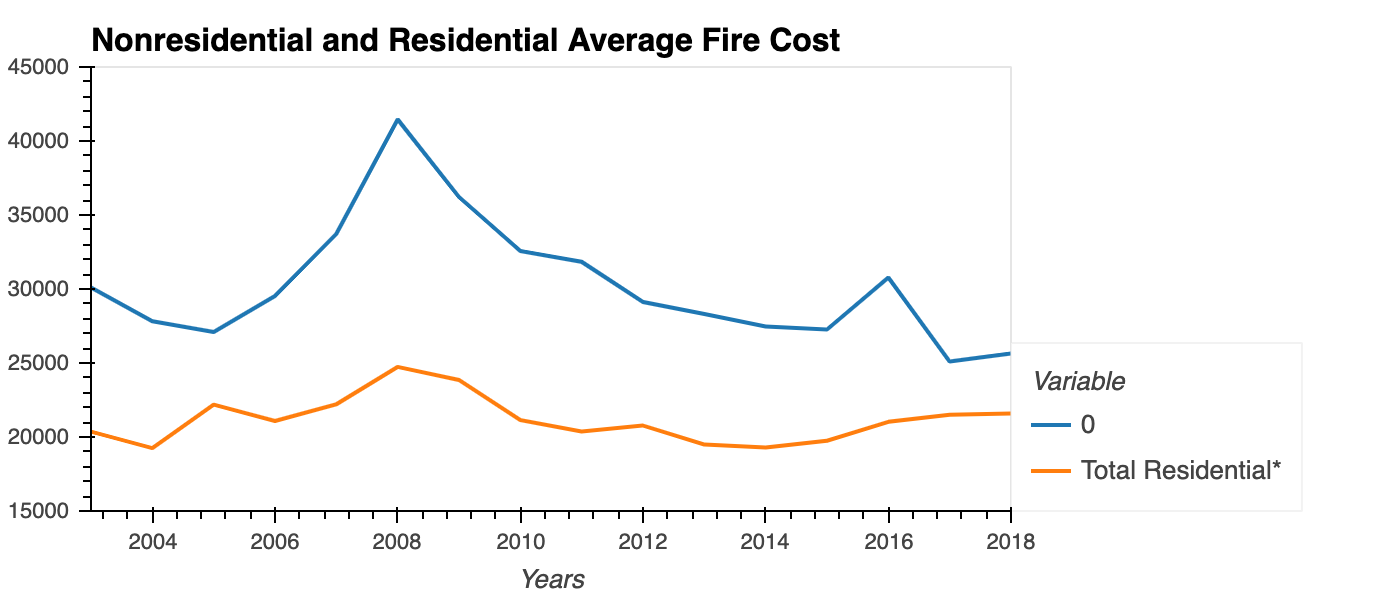 Nonresidential and Residential Average Fire Cost
45000
40000
35000
30000
25000
20000
15000
2004 2006 2008 2010 2012 2014 2016 2018
Years
Variable
0
Total Residential*